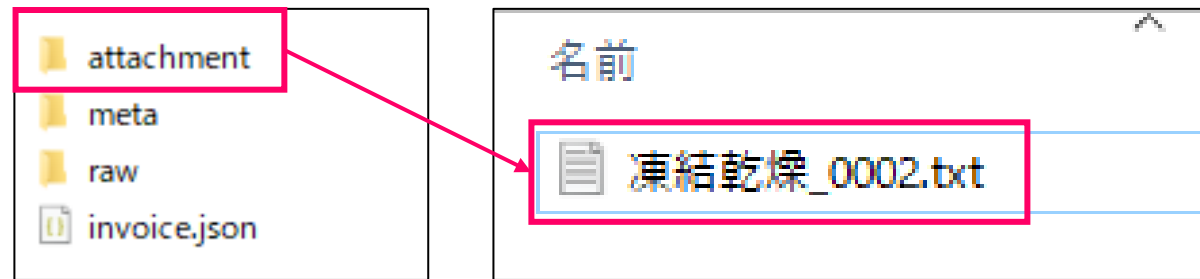 attachment
meta
raw
invoice.json
名前
凍結乾燥_0002.txt